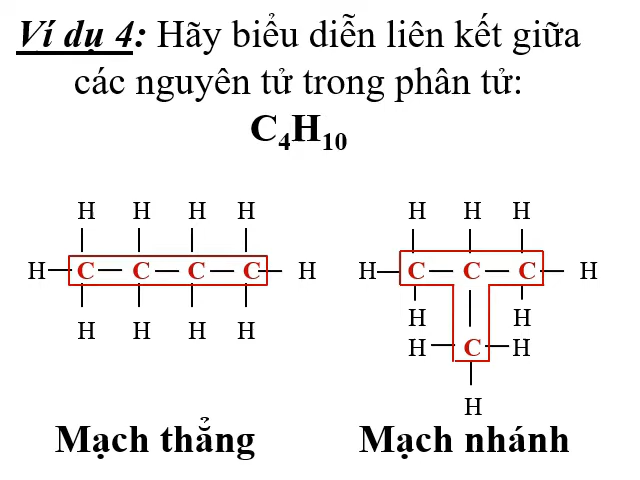 Ví dụ 4: Hãy biểu diễn liên kết giữa
các nguyên tử trong phân tử:
C₄H₁₀
H H H H
H C C C C H
H H H H
Mạch thẳng
H H H
H C C C H
H H
H C H
H
Mạch nhánh